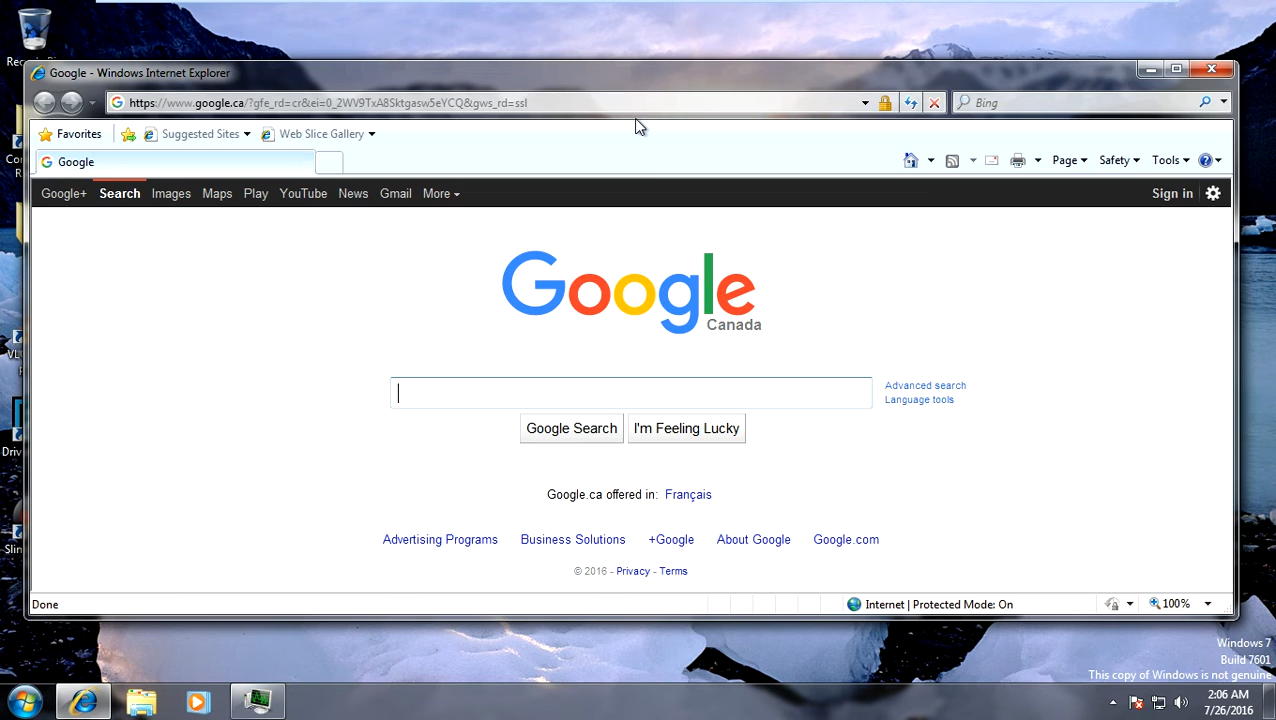 Google - Windows Internet Explorer
https://www.google.ca/?gfe_rd=cr&ei=0_2WV9TxA8Sktgasw5eYCQ&gws_rd=ssl
Bing
Favorites Suggested Sites Web Slice Gallery
Google
Page Safety Tools
Google+ Search Images Maps Play YouTube News Gmail More Sign in
Google
Canada
Advanced search
Language tools
Google Search I'm Feeling Lucky
Google.ca offered in: Français
Advertising Programs Business Solutions +Google About Google Google.com
© 2016 - Privacy - Terms
Done Internet | Protected Mode: On 100%
Windows 7
Build 7601
This copy of Windows is not genuine
2:06 AM
7/26/2016